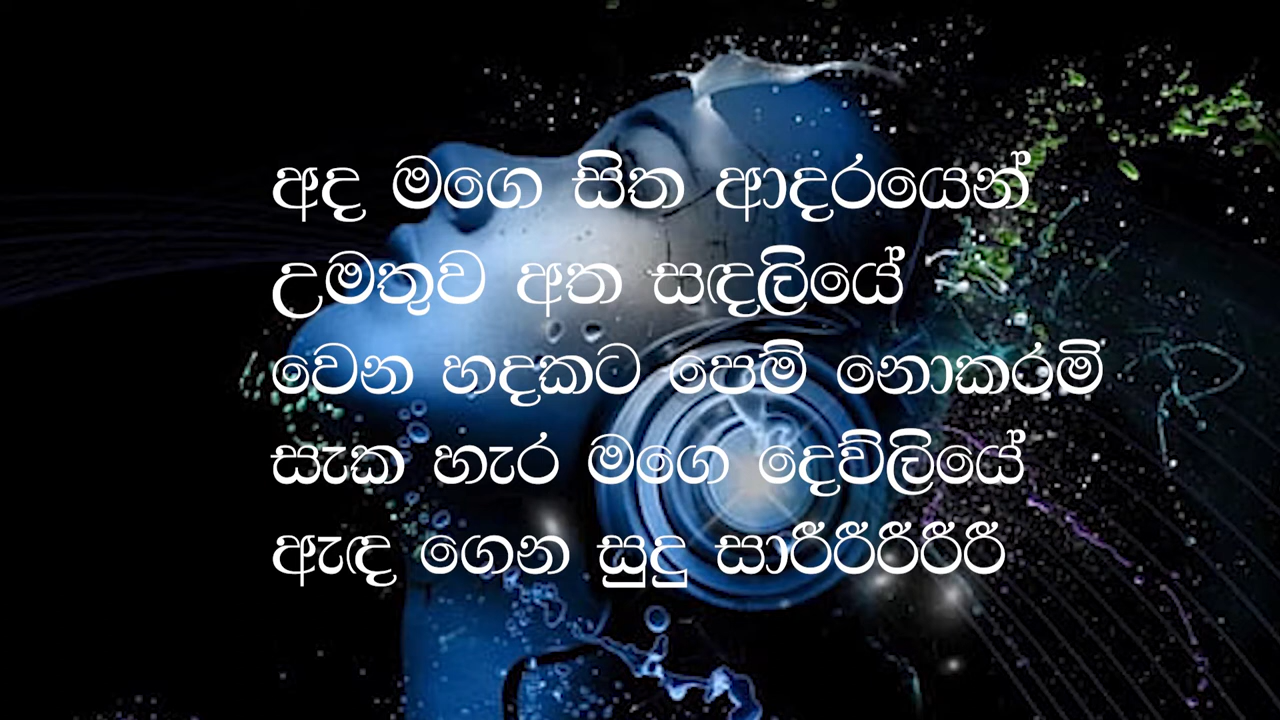 අද මගෙ සිත ආදරයෙන්
උමතුව අත සඳලියේ
වෙන හදකට පෙම් නොකරමි
සැක හැර මගෙ දෙව්ලියේ
ඇඳ ගෙන සුදු සාරීරීරීරීරී